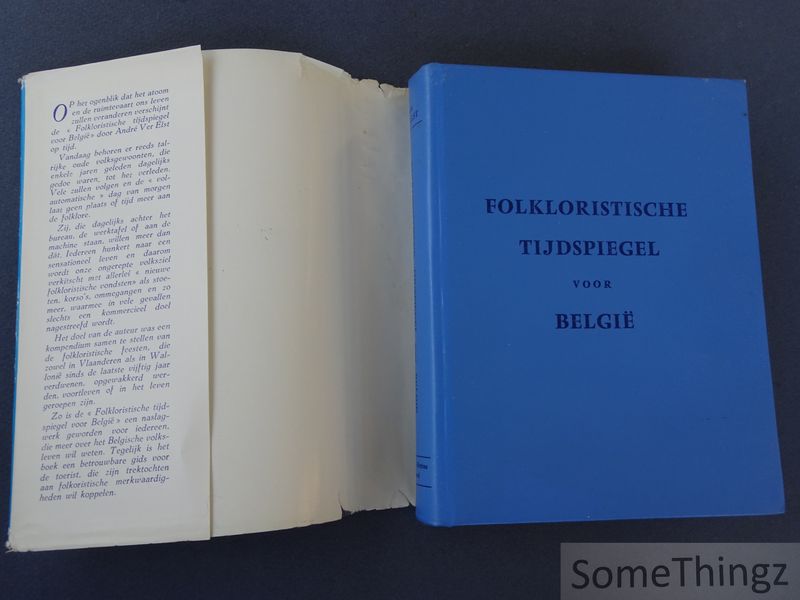 OP het ogenblik dat het atoom
en de ruimtevaart ons leven
zullen veranderen verschijnt
de « Folkloristische tijdspiegel
voor België » door André Ver Elst
op tijd.
Vandaag behoren er reeds tal-
rijke oude volksgewoonten, die
enkele jaren geleden dagelijks
gedoe waren, tot het verleden.
Vele zullen volgen en de « vol-
automatische » dag van morgen
laat geen plaats of tijd meer aan
de folklore.
Zij, die dagelijks achter het
bureau, de werktafel of aan de
machine staan, willen meer dan
dàt. Iedereen hunkert naar een
sensationeel leven en daarom
wordt onze ongerepte volksziel
verkitscht met allerlei « nieuwe
folkloristische vondsten» als stoe-
ten, korso's, ommegangen en zo
meer, waarmee in vele gevallen
slechts een kommercieel doel
nagestreefd wordt.
Het doel van de auteur was een
kompendium samen te stellen van
de folkloristische feesten, die
zowel in Vlaanderen als in Wal-
lonië sinds de laatste vijftig jaar
verdwenen, opgewakkerd wer-
den, voortleven of in het leven
geroepen zijn.
Zo is de « Folkloristische tijd-
spiegel voor België » een naslag-
werk geworden voor iedereen,
die meer over het Belgische volks-
leven wil weten. Tegelijk is het
boek een betrouwbare gids voor
de toerist, die zijn trektochten
aan folkoristische merkwaardig-
heden wil koppelen.
FOLKLORISTISCHE
TIJDSPIEGEL
VOOR
BELGIË
SomeThingz